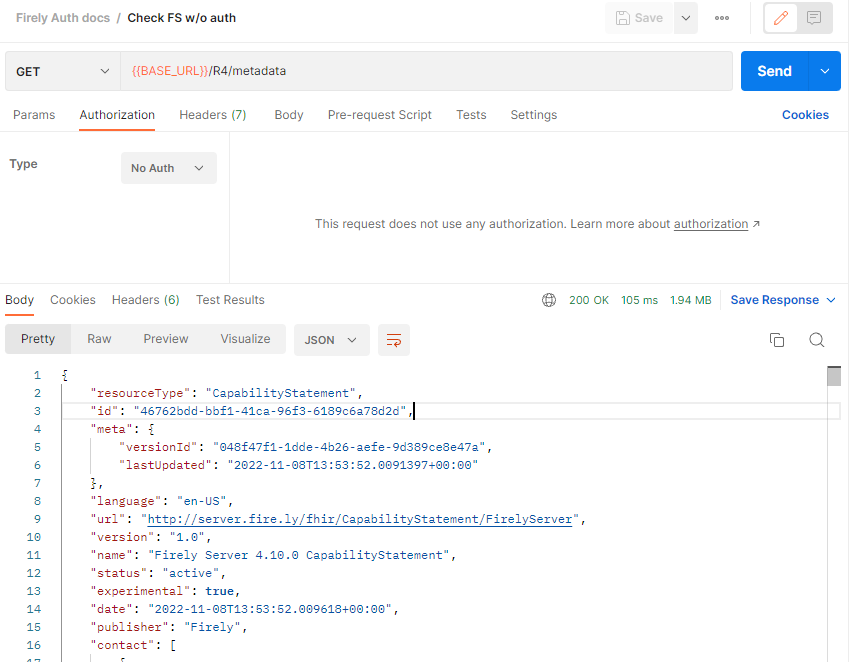 Firely Auth docs / Check FS w/o auth
Save
GET {{BASE_URL}}/R4/metadata Send
Params Authorization Headers (7) Body Pre-request Script Tests Settings Cookies
Type No Auth
This request does not use any authorization. Learn more about authorization ↗
Body Cookies Headers (6) Test Results 200 OK 105 ms 1.94 MB Save Response
Pretty Raw Preview Visualize JSON
1 {
2 "resourceType": "CapabilityStatement",
3 "id": "46762bdd-bbf1-41ca-96f3-6189c6a78d2d",
4 "meta": {
5 "versionId": "048f47f1-1dde-4b26-aefe-9d389ce8e47a",
6 "lastUpdated": "2022-11-08T13:53:52.0091397+00:00"
7 },
8 "language": "en-US",
9 "url": "http://server.fire.ly/fhir/CapabilityStatement/FirelyServer",
10 "version": "1.0",
11 "name": "Firely Server 4.10.0 CapabilityStatement",
12 "status": "active",
13 "experimental": true,
14 "date": "2022-11-08T13:53:52.009618+00:00",
15 "publisher": "Firely",
16 "contact": [
17 {